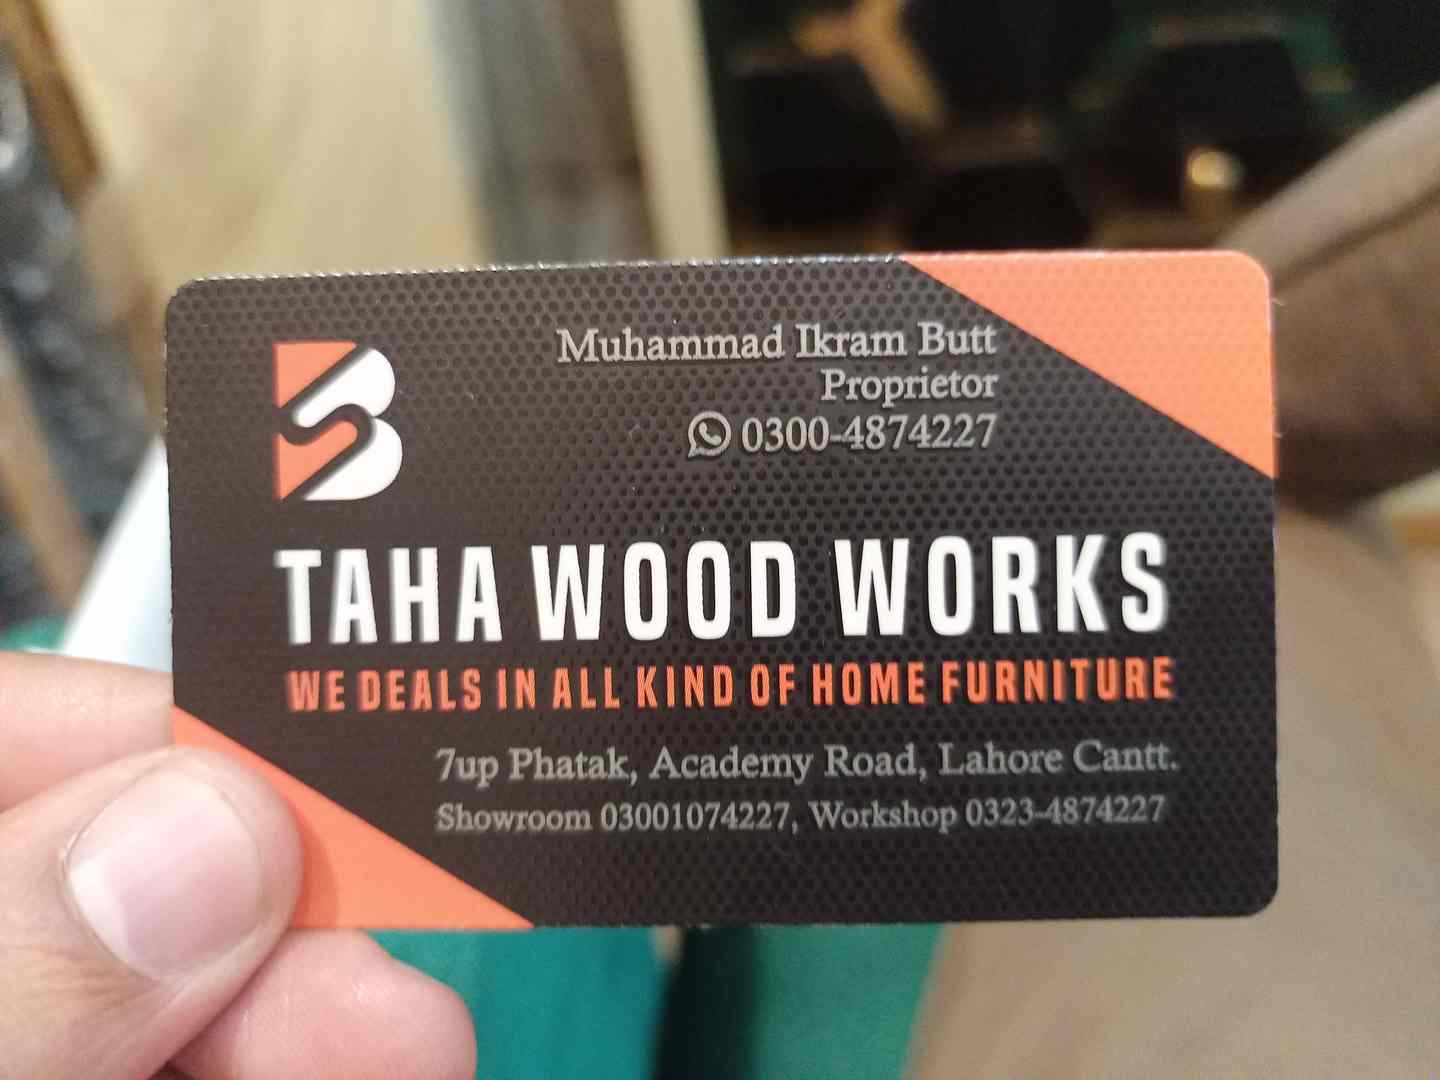 Muhammad Ikram Butt
Proprietor
0300-4874227
B
TAHA WOOD WORKS
WE DEALS IN ALL KIND OF HOME FURNITURE
7up Phatak, Academy Road, Lahore Cantt.
Showroom 03001074227, Workshop 0323-4874227